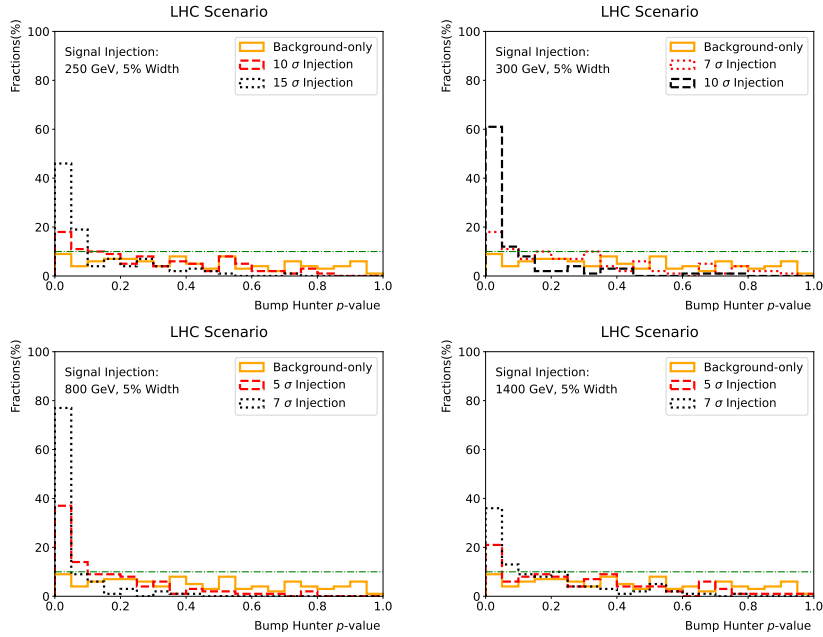 LHC Scenario
Fractions(%)
100
80
60
40
20
0
Signal Injection:
250 GeV, 5% Width
Background-only
10 σ Injection
15 σ Injection
0.0 0.2 0.4 0.6 0.8 1.0
Bump Hunter p-value
LHC Scenario
Fractions(%)
100
80
60
40
20
0
Signal Injection:
300 GeV, 5% Width
Background-only
7 σ Injection
10 σ Injection
0.0 0.2 0.4 0.6 0.8 1.0
Bump Hunter p-value
LHC Scenario
Fractions(%)
100
80
60
40
20
0
Signal Injection:
800 GeV, 5% Width
Background-only
5 σ Injection
7 σ Injection
0.0 0.2 0.4 0.6 0.8 1.0
Bump Hunter p-value
LHC Scenario
Fractions(%)
100
80
60
40
20
0
Signal Injection:
1400 GeV, 5% Width
Background-only
5 σ Injection
7 σ Injection
0.0 0.2 0.4 0.6 0.8 1.0
Bump Hunter p-value